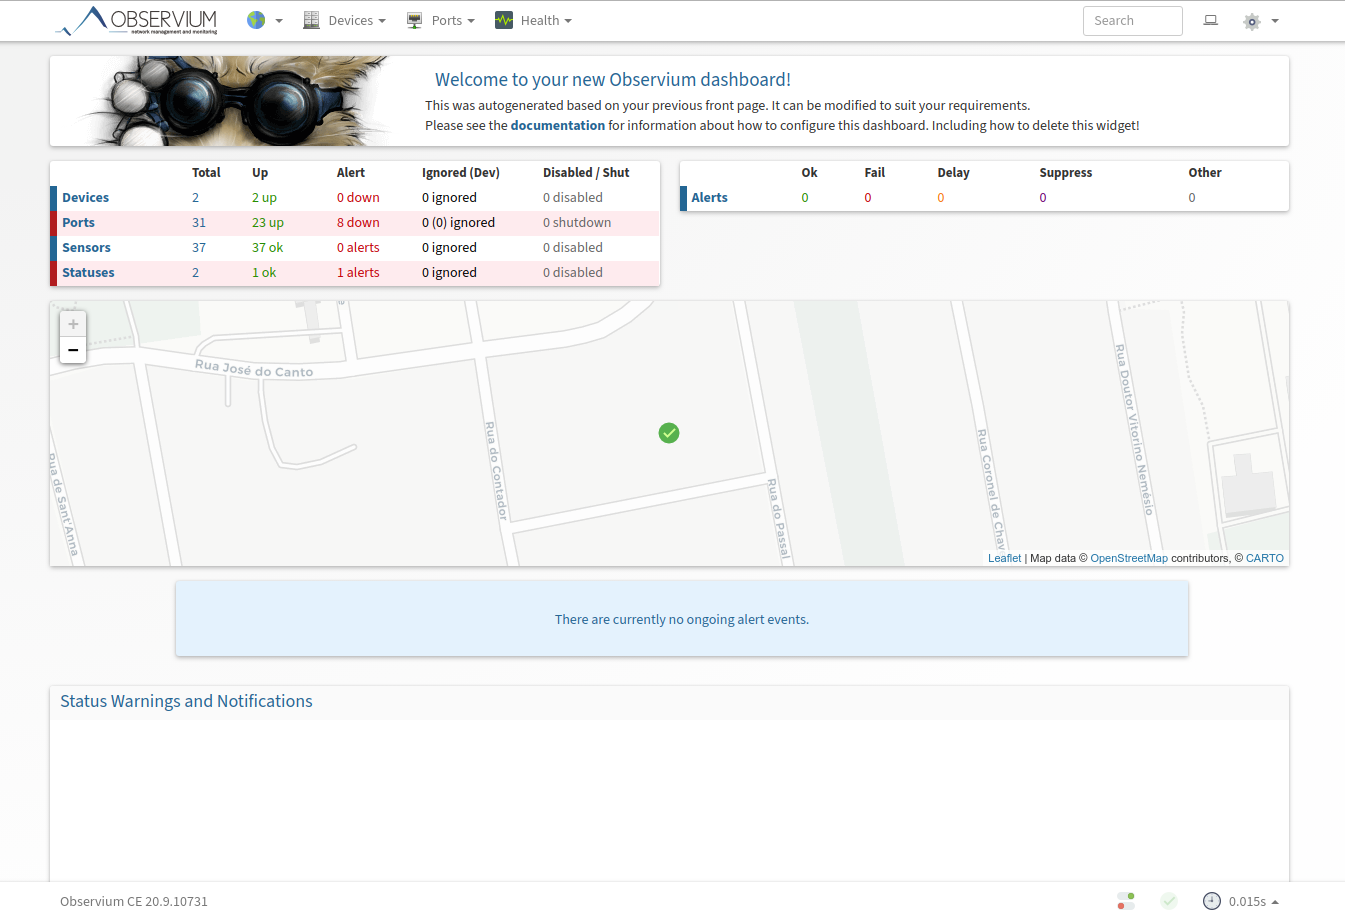 OBSERVIUM
network management and monitoring
Devices
Ports
Health
Search
Welcome to your new Observium dashboard!
This was autogenerated based on your previous front page. It can be modified to suit your requirements.
Please see the documentation for information about how to configure this dashboard. Including how to delete this widget!
Total Up Alert Ignored (Dev) Disabled / Shut
Devices 2 2 up 0 down 0 ignored 0 disabled
Ports 31 23 up 8 down 0 (0) ignored 0 shutdown
Sensors 37 37 ok 0 alerts 0 ignored 0 disabled
Statuses 2 1 ok 1 alerts 0 ignored 0 disabled
Ok Fail Delay Suppress Other
Alerts 0 0 0 0 0
+
−
Rua José do Canto
Rua de Sant'Anna
Rua do Contador
Rua do Passal
Rua Coronel de Chav
Rua Doutor Vitorino Nemésio
Leaflet | Map data © OpenStreetMap contributors, © CARTO
There are currently no ongoing alert events.
Status Warnings and Notifications
Observium CE 20.9.10731
0.015s